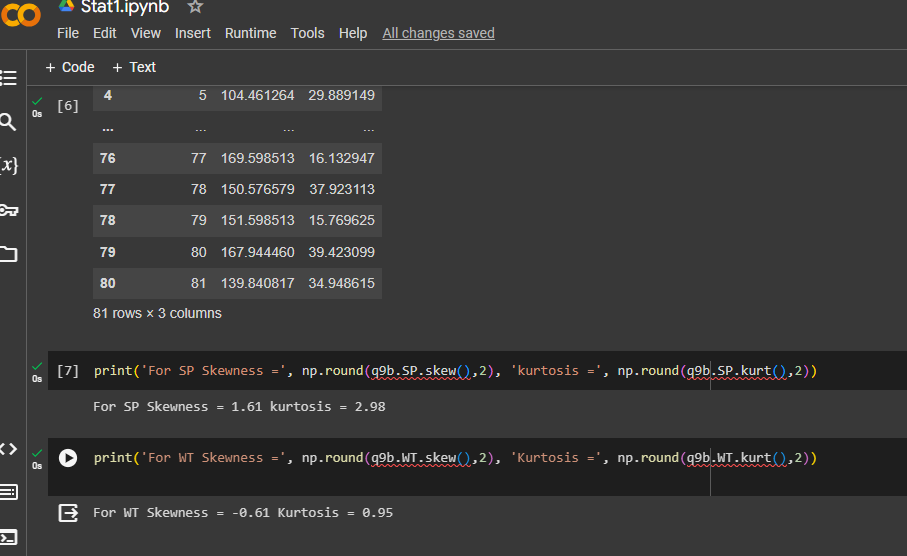 Stat1.ipynb
File Edit View Insert Runtime Tools Help All changes saved
+ Code + Text
4 5 104.461264 29.889149
0s [6]
... ... ... ...
76 77 169.598513 16.132947
{x}
77 78 150.576579 37.923113
78 79 151.598513 15.769625
79 80 167.944460 39.423099
80 81 139.840817 34.948615
81 rows × 3 columns
0s [7] print('For SP Skewness =', np.round(q9b.SP.skew(),2), 'kurtosis =', np.round(q9b.SP.kurt(),2))
For SP Skewness = 1.61 kurtosis = 2.98
0s print('For WT Skewness =', np.round(q9b.WT.skew(),2), 'Kurtosis =', np.round(q9b.WT.kurt(),2))
For WT Skewness = -0.61 Kurtosis = 0.95